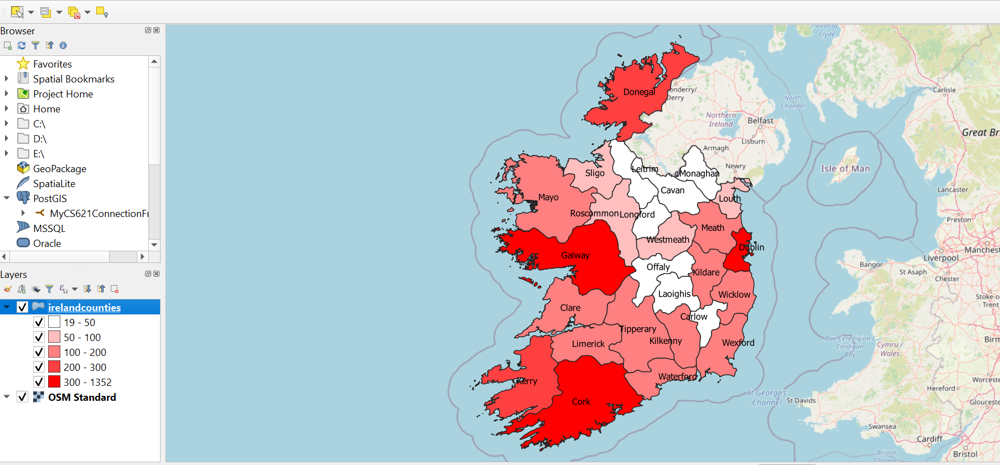 Browser
Favorites
Spatial Bookmarks
Project Home
Home
C:\
D:\
E:\
GeoPackage
SpatiaLite
PostGIS
MyCS621ConnectionFr
MSSQL
Oracle
Layers
irelandcounties
19 - 50
50 - 100
100 - 200
200 - 300
300 - 1352
OSM Standard
Firth of
Clyde
Donegal
onderry/
Derry
North
Channel
Carlisle
Northern
Ireland
Belfast
Lisburn
Great Br
Armagh
Newry
Isle of Man
Leitrim
Monaghan
Sligo
Cavan
Lancaster
Mayo
Louth
Roscommon
Longford
Preston
Meath
Westmeath
Dublin
Manchest
Galway
Liverpool
Offaly
Bangor
St Asaph
Kildare
Chester
Laoighis
Wicklow
Stoke-o
Trent
Clare
Carlow
Tipperary
Kilkenny
Limerick
Wexford
Bae Ceredigion /
Cardigan
Bay
Cymru /
Wales
Birmi
Waterford
Kerry
Worceste
Hereford
St George's
Channel
St Davids
Gloucester
Cork
Swansea
Cardiff
Bristol
Channel
Bristol